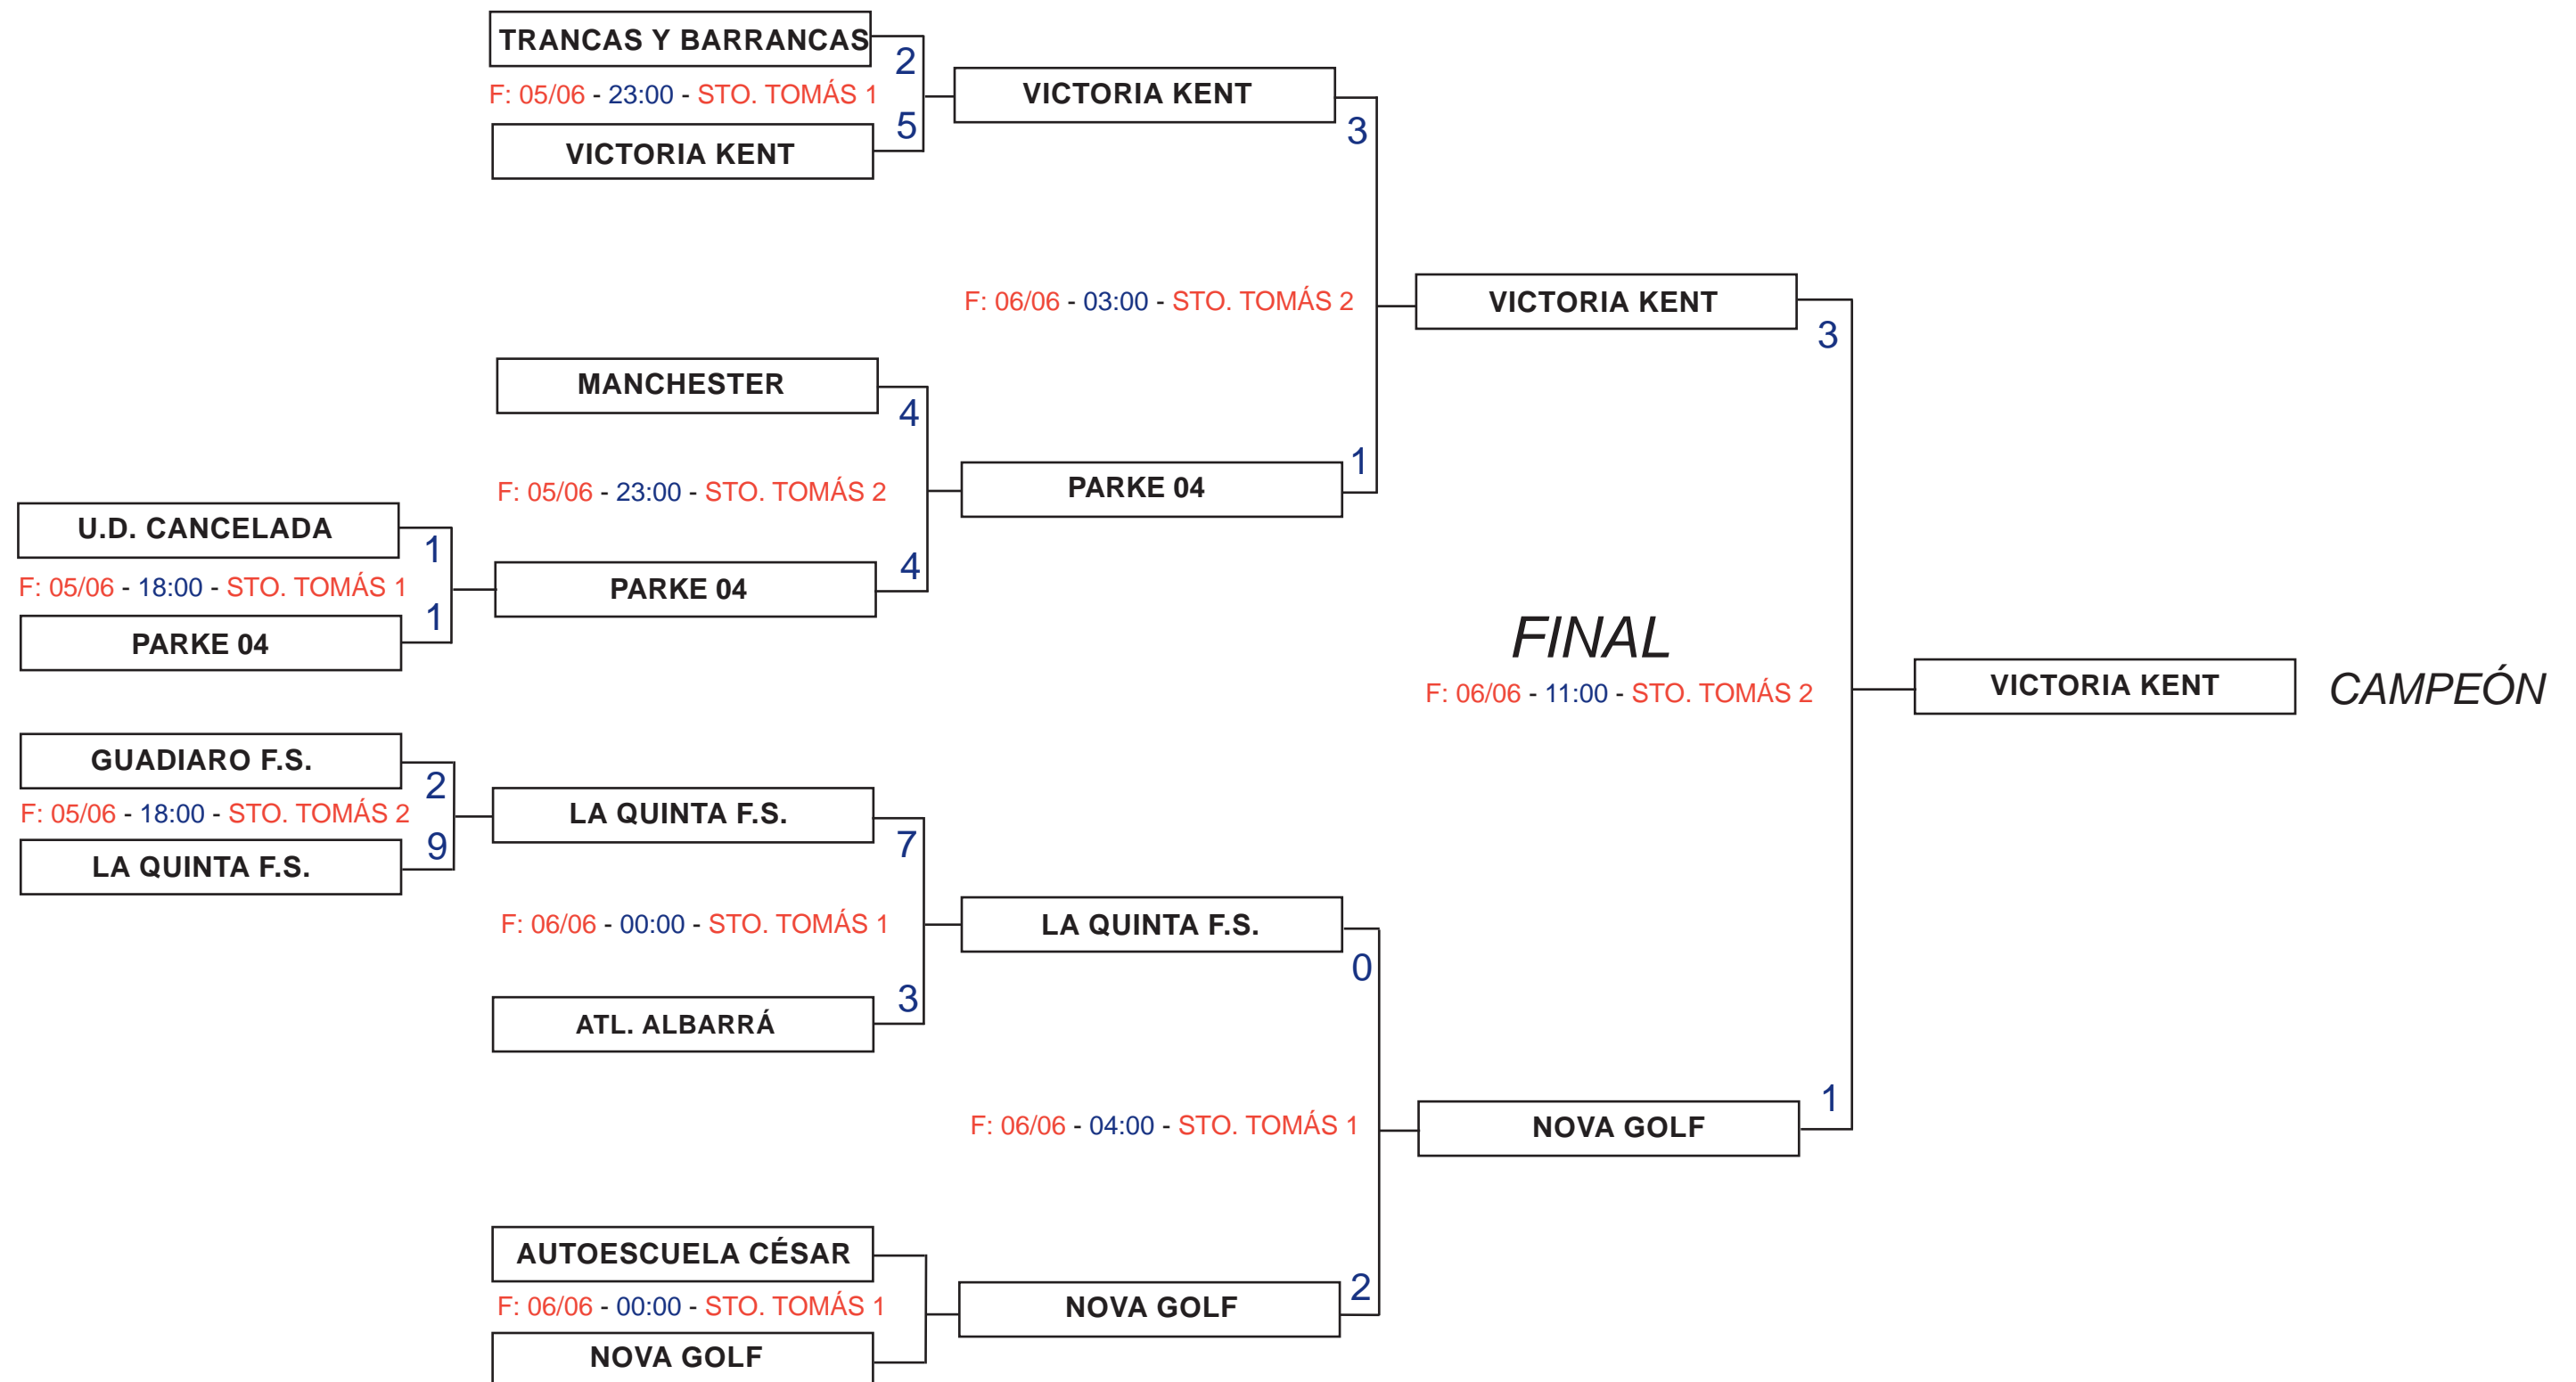 TRANCAS Y BARRANCAS
2
F: 05/06 - 23:00 - STO. TOMÁS 1
5
VICTORIA KENT
VICTORIA KENT
3
F: 06/06 - 03:00 - STO. TOMÁS 2
VICTORIA KENT
3
MANCHESTER
4
F: 05/06 - 23:00 - STO. TOMÁS 2
1
PARKE 04
U.D. CANCELADA
1
F: 05/06 - 18:00 - STO. TOMÁS 1
1
PARKE 04
4
PARKE 04
FINAL
F: 06/06 - 11:00 - STO. TOMÁS 2
VICTORIA KENT
CAMPEÓN
GUADIARO F.S.
2
F: 05/06 - 18:00 - STO. TOMÁS 2
9
LA QUINTA F.S.
LA QUINTA F.S.
7
F: 06/06 - 00:00 - STO. TOMÁS 1
3
ATL. ALBARRÁ
LA QUINTA F.S.
0
F: 06/06 - 04:00 - STO. TOMÁS 1
1
NOVA GOLF
AUTOESCUELA CÉSAR
F: 06/06 - 00:00 - STO. TOMÁS 1
NOVA GOLF
2
NOVA GOLF